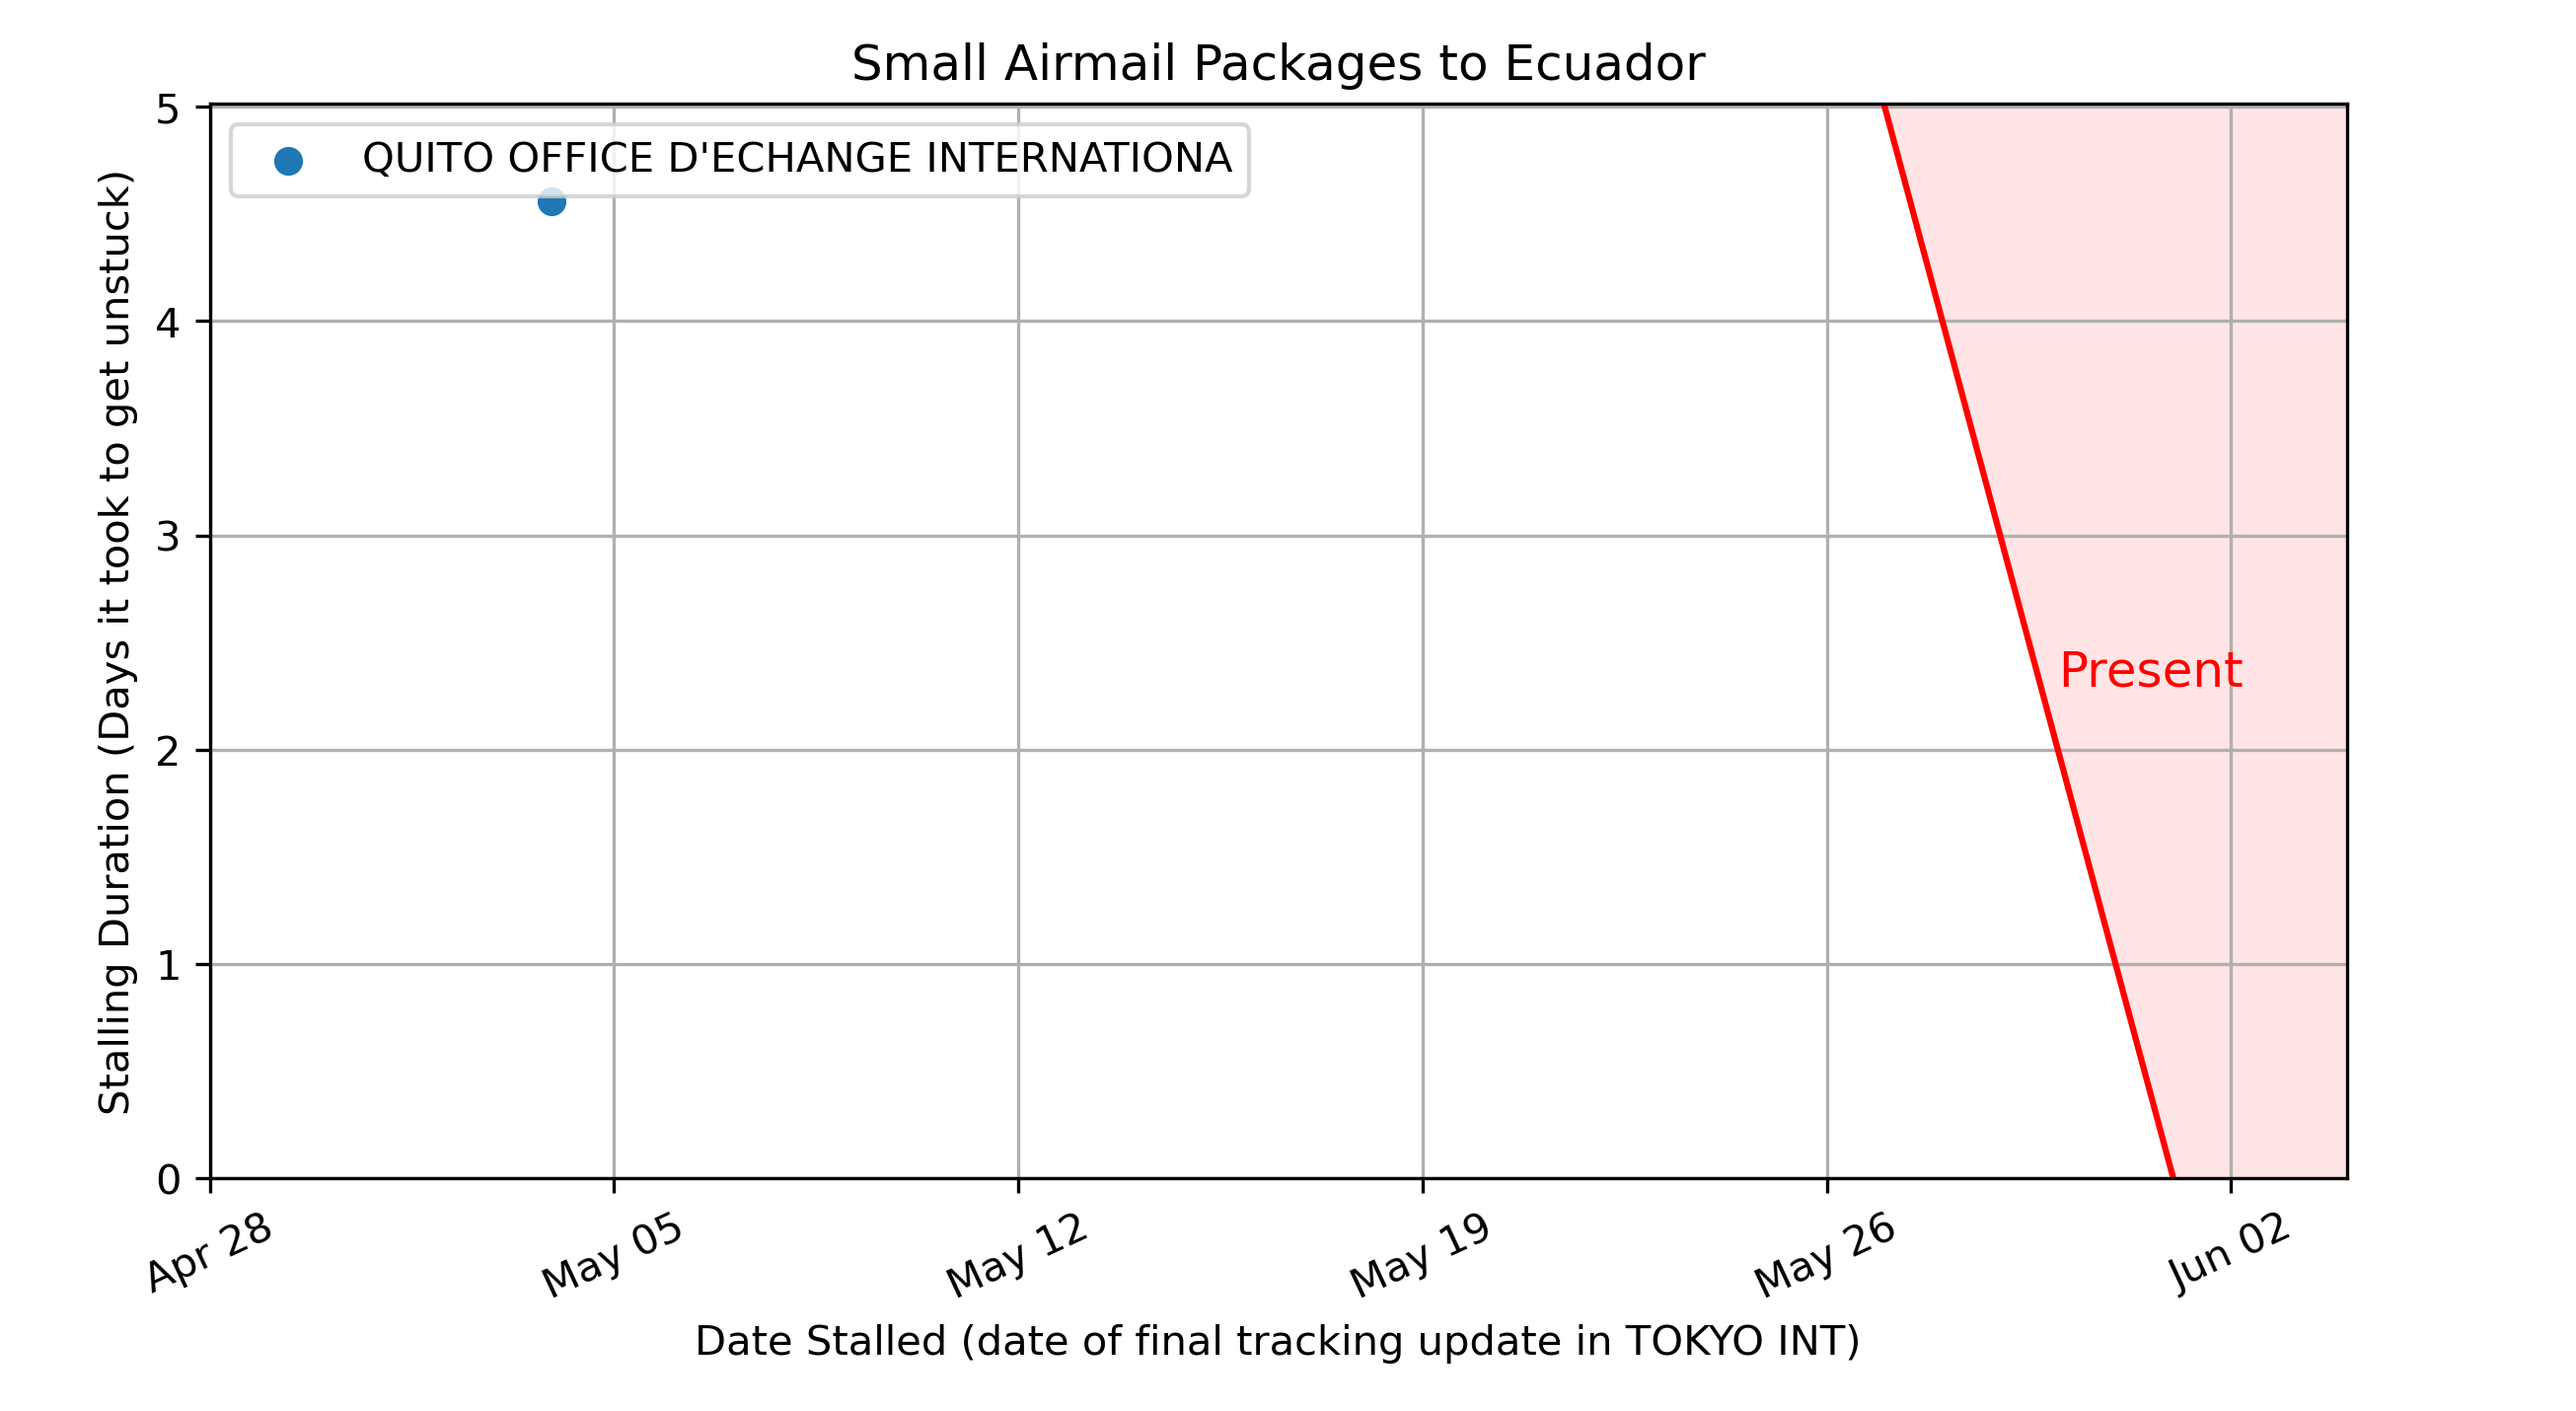 Small Airmail Packages to Ecuador
QUITO OFFICE D'ECHANGE INTERNATIONA
Stalling Duration (Days it took to get unstuck)
5
4
3
2
1
0
Present
Apr 28
May 05
May 12
May 19
May 26
Jun 02
Date Stalled (date of final tracking update in TOKYO INT)